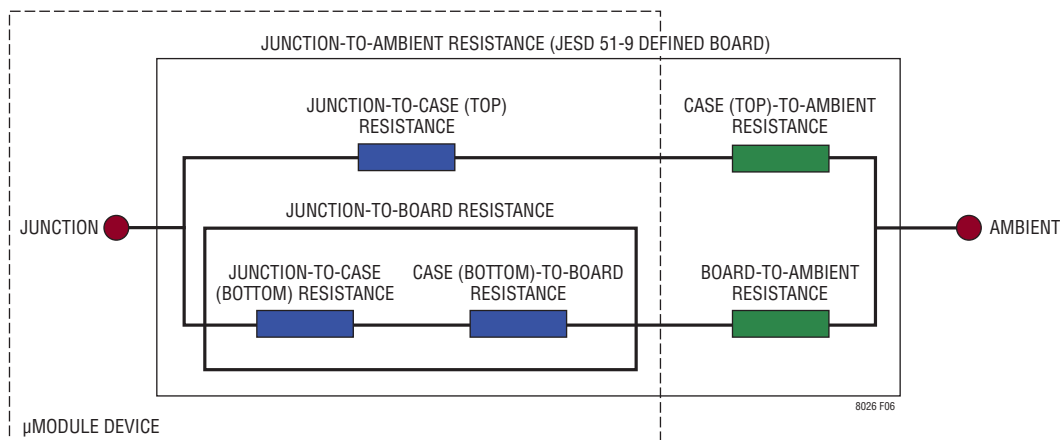 JUNCTION-TO-AMBIENT RESISTANCE (JESD 51-9 DEFINED BOARD)
JUNCTION-TO-CASE (TOP)
RESISTANCE
CASE (TOP)-TO-AMBIENT
RESISTANCE
JUNCTION
JUNCTION-TO-BOARD RESISTANCE
AMBIENT
JUNCTION-TO-CASE
(BOTTOM) RESISTANCE
CASE (BOTTOM)-TO-BOARD
RESISTANCE
BOARD-TO-AMBIENT
RESISTANCE
8026 F06
µMODULE DEVICE